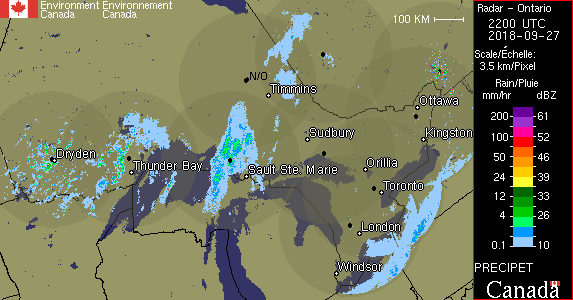 Environment Environnement
Canada Canada
100 KM
N/O
Timmins
Ottawa
Sudbury
Kingston
Dryden
Thunder Bay
Sault Ste. Marie
Orillia
Toronto
London
Windsor
Radar - Ontario
2200 UTC
2018-09-27
Scale/Échelle:
3.5 km/Pixel
Rain/Pluie
mm/hr dBZ
200 61
100 52
50 46
24 39
12 33
4 26
0.1 10
PRECIPET
Canada